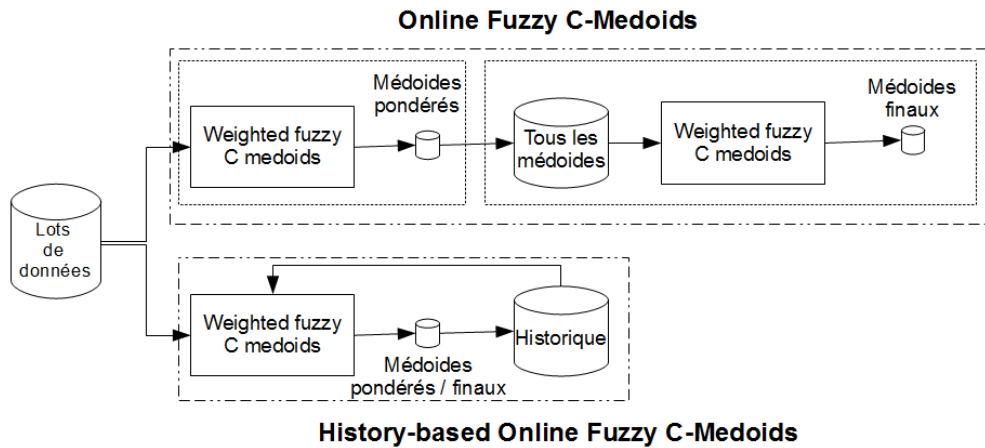 Online Fuzzy C-Medoids
Médoides
pondérés
Médoides
finaux
Weighted fuzzy
C medoids
Tous les
médoides
Weighted fuzzy
C medoids
Lots
de
données
Weighted fuzzy
C medoids
Historique
Médoides
pondérés / finaux
History-based Online Fuzzy C-Medoids